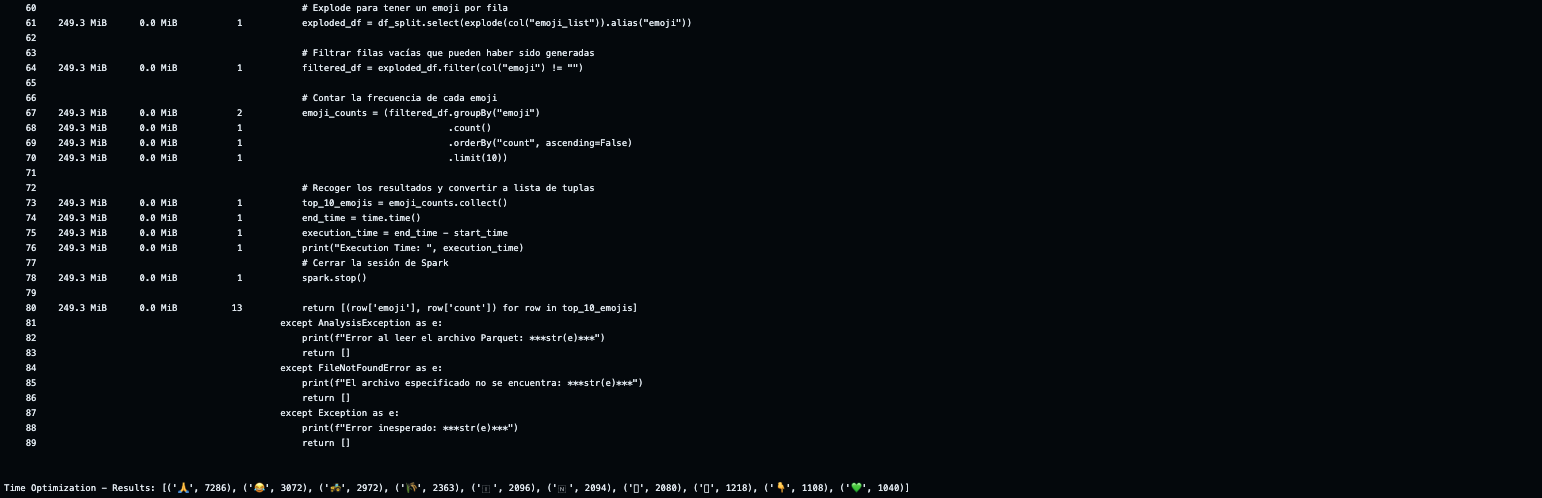 60 # Explode para tener un emoji por fila
61 249.3 MiB 0.0 MiB 1 exploded_df = df_split.select(explode(col("emoji_list")).alias("emoji"))
62
63 # Filtrar filas vacías que pueden haber sido generadas
64 249.3 MiB 0.0 MiB 1 filtered_df = exploded_df.filter(col("emoji") != "")
65
66 # Contar la frecuencia de cada emoji
67 249.3 MiB 0.0 MiB 2 emoji_counts = (filtered_df.groupBy("emoji")
68 249.3 MiB 0.0 MiB 1 .count()
69 249.3 MiB 0.0 MiB 1 .orderBy("count", ascending=False)
70 249.3 MiB 0.0 MiB 1 .limit(10))
71
72 # Recoger los resultados y convertir a lista de tuplas
73 249.3 MiB 0.0 MiB 1 top_10_emojis = emoji_counts.collect()
74 249.3 MiB 0.0 MiB 1 end_time = time.time()
75 249.3 MiB 0.0 MiB 1 execution_time = end_time - start_time
76 249.3 MiB 0.0 MiB 1 print("Execution Time: ", execution_time)
77 # Cerrar la sesión de Spark
78 249.3 MiB 0.0 MiB 1 spark.stop()
79
80 249.3 MiB 0.0 MiB 13 return [(row['emoji'], row['count']) for row in top_10_emojis]
81 except AnalysisException as e:
82 print(f"Error al leer el archivo Parquet: ***str(e)***")
83 return []
84 except FileNotFoundError as e:
85 print(f"El archivo especificado no se encuentra: ***str(e)***")
86 return []
87 except Exception as e:
88 print(f"Error inesperado: ***str(e)***")
89 return []
Time Optimization - Results: [('🙏', 7286), ('😂', 3072), ('🚜', 2972), ('🌾', 2363), ('🇮', 2096), ('🇳', 2094), ('▯', 2080), ('▯', 1218), ('👇', 1108), ('💚', 1040)]